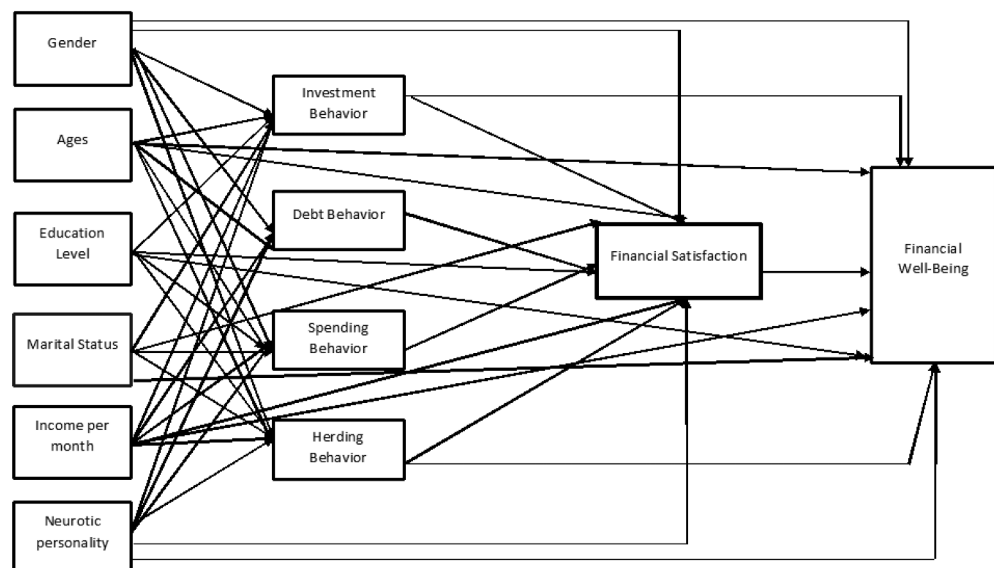 Gender
Ages
Education
Level
Marital Status
Income per
month
Neurotic
personality
Investment
Behavior
Debt Behavior
Spending
Behavior
Herding
Behavior
Financial Satisfaction
Financial
Well-Being